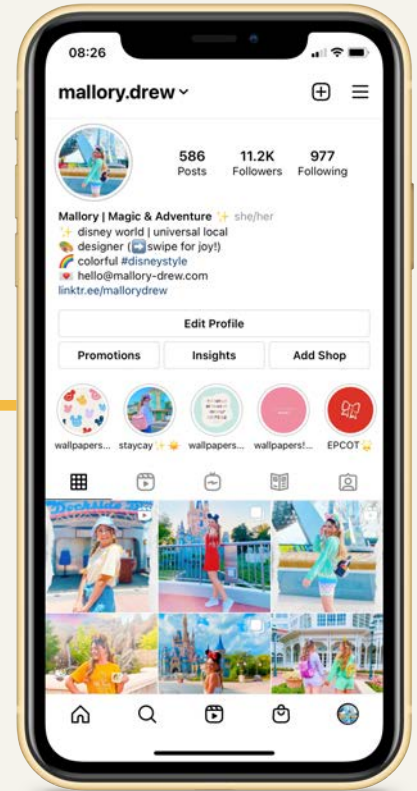 08:26
mallory.drew
586 11.2K 977
Posts Followers Following
Mallory | Magic & Adventure ✨ she/her
✨ disney world | universal local
🎨 designer (➡️swipe for joy!)
🌈 colorful #disneystyle
💌 hello@mallory-drew.com
linktr.ee/mallorydrew
Edit Profile
Promotions Insights Add Shop
wallpapers... staycay✨☀️ wallpapers... wallpapers!... EPCOT